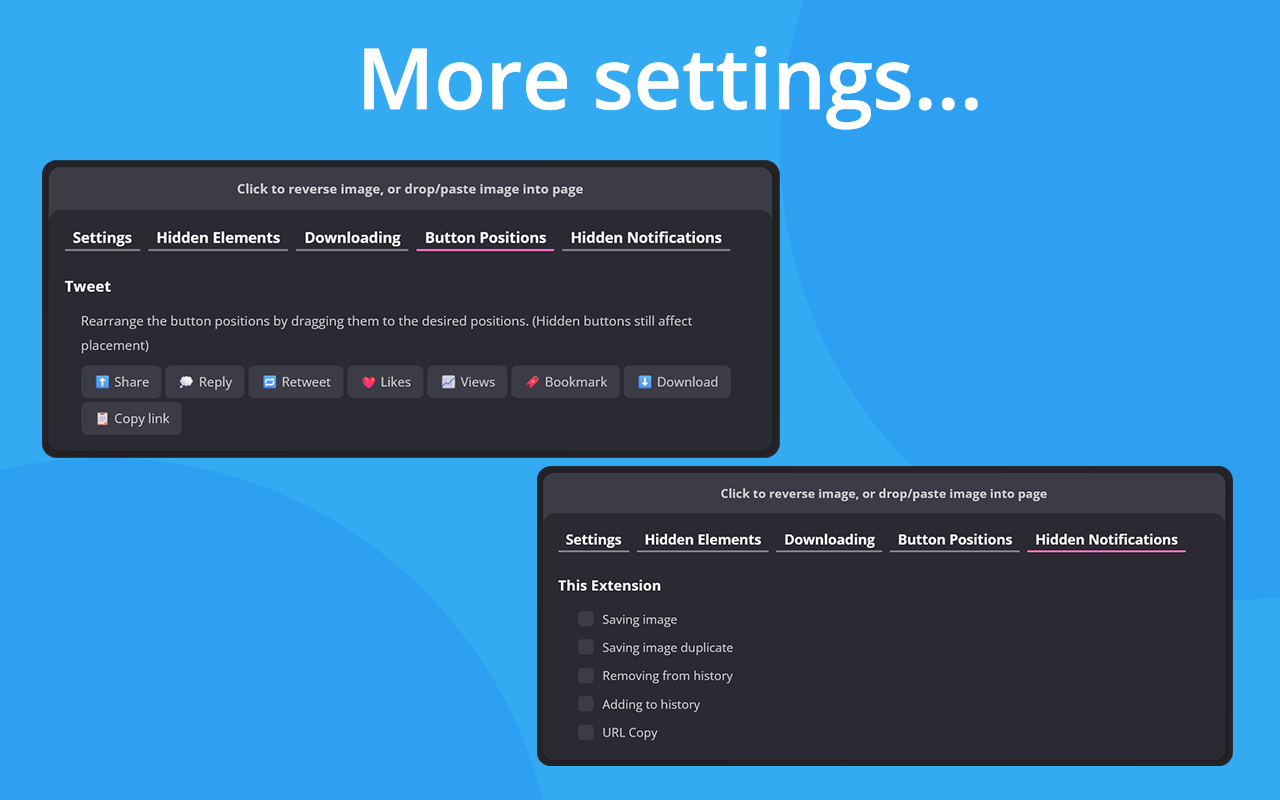 More settings...
Click to reverse image, or drop/paste image into page
Settings Hidden Elements Downloading Button Positions Hidden Notifications
Tweet
Rearrange the button positions by dragging them to the desired positions. (Hidden buttons still affect
placement)
Share Reply Retweet Likes Views Bookmark Download
Copy link
Click to reverse image, or drop/paste image into page
Settings Hidden Elements Downloading Button Positions Hidden Notifications
This Extension
Saving image
Saving image duplicate
Removing from history
Adding to history
URL Copy